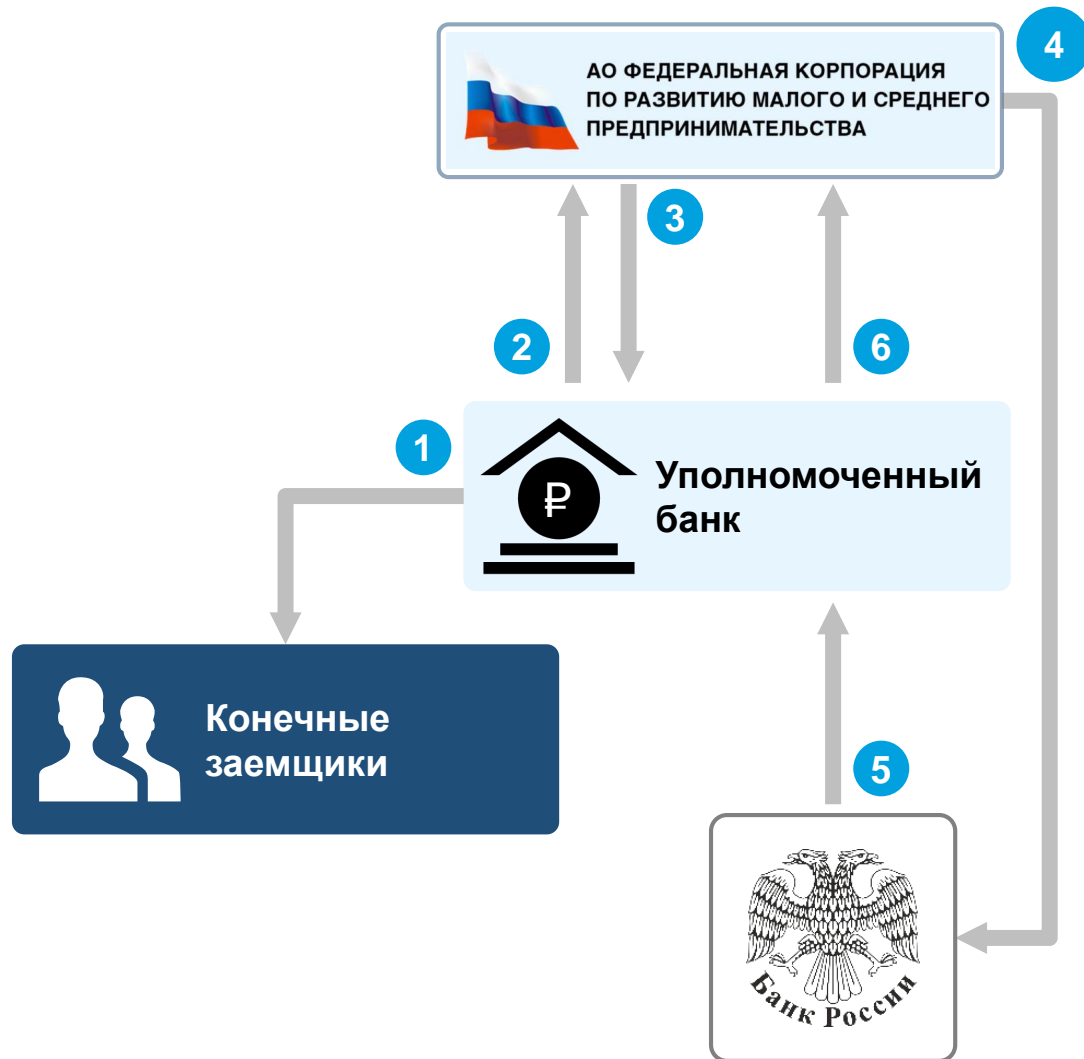 4
АО ФЕДЕРАЛЬНАЯ КОРПОРАЦИЯ
ПО РАЗВИТИЮ МАЛОГО И СРЕДНЕГО
ПРЕДПРИНИМАТЕЛЬСТВА
3
2
6
1
₽
Уполномоченный
банк
Конечные
заемщики
5
Банк России